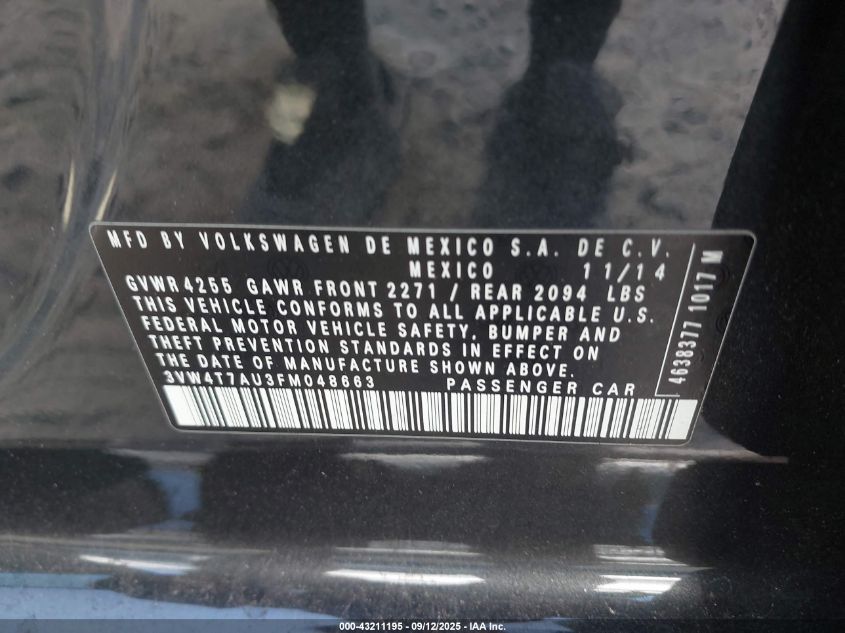 MFD BY VOLKSWAGEN DE MEXICO S.A. DE C.V.
MEXICO 11/14
GVWR 4255 GAWR FRONT 2271 / REAR 2094 LBS
THIS VEHICLE CONFORMS TO ALL APPLICABLE U.S.
FEDERAL MOTOR VEHICLE SAFETY, BUMPER AND
THEFT PREVENTION STANDARDS IN EFFECT ON
THE DATE OF MANUFACTURE SHOWN ABOVE.
3VW4T7AU3FM048663 PASSENGER CAR
4638377 1017 M
000-43211195 - 09/12/2025 - IAA Inc.